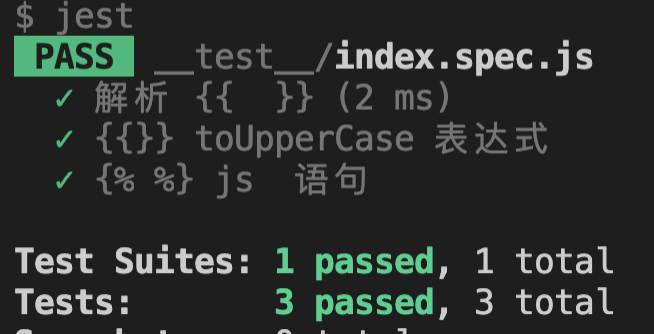 $ jest
PASS __test__/index.spec.js
✓ 解析 {{  }} (2 ms)
✓ {{}} toUpperCase 表达式
✓ {% %} js  语句
Test Suites: 1 passed, 1 total
Tests:       3 passed, 3 total